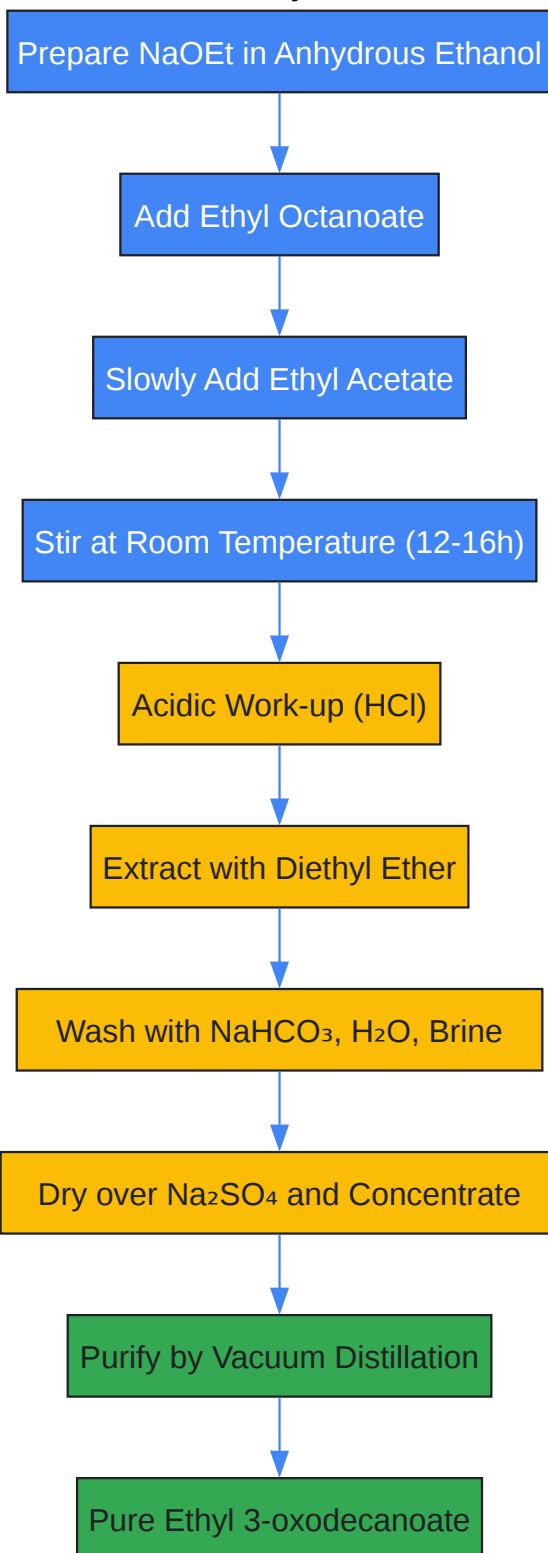 Prepare NaOEt in Anhydrous Ethanol
Add Ethyl Octanoate
Slowly Add Ethyl Acetate
Stir at Room Temperature (12-16h)
Acidic Work-up (HCl)
Extract with Diethyl Ether
Wash with NaHCO₃, H₂O, Brine
Dry over Na₂SO₄ and Concentrate
Purify by Vacuum Distillation
Pure Ethyl 3-oxodecanoate